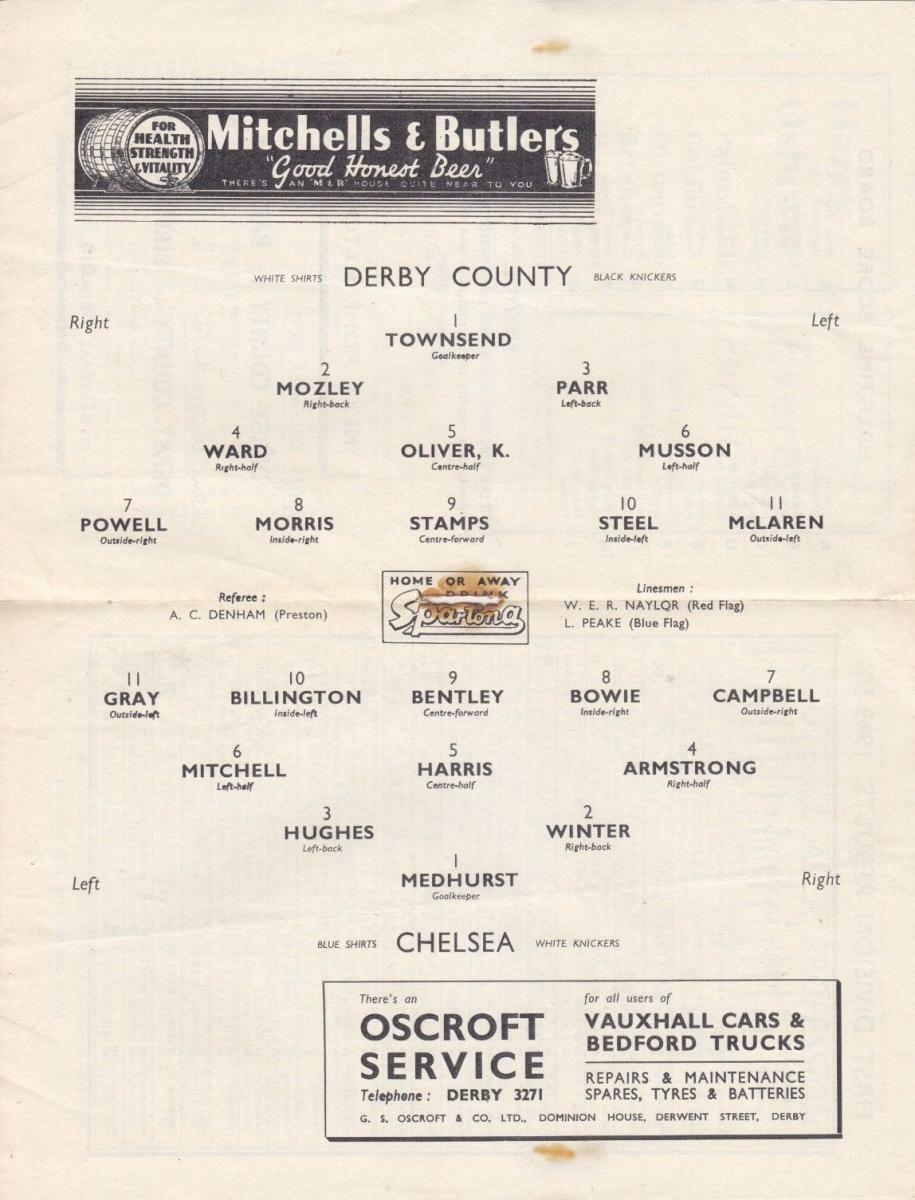 FOR
HEALTH
STRENGTH
& VITALITY
Mitchells & Butlers
"Good Honest Beer"
THERE'S AN "M & B" HOUSE QUITE NEAR TO YOU
WHITE SHIRTS DERBY COUNTY BLACK KNICKERS
Right Left
1
TOWNSEND
Goalkeeper
2 3
MOZLEY PARR
Right-back Left-back
4 5 6
WARD OLIVER, K. MUSSON
Right-half Centre-half Left-half
7 8 9 10 11
POWELL MORRIS STAMPS STEEL McLAREN
Outside-right Inside-right Centre-forward Inside-left Outside-left
Referee :
A. C. DENHAM (Preston)
HOME OR AWAY
DRINK
Spartona
Linesmen :
W. E. R. NAYLOR (Red Flag)
L. PEAKE (Blue Flag)
11 10 9 8 7
GRAY BILLINGTON BENTLEY BOWIE CAMPBELL
Outside-left Inside-left Centre-forward Inside-right Outside-right
6 5 4
MITCHELL HARRIS ARMSTRONG
Left-half Centre-half Right-half
3 2
HUGHES WINTER
Left-back Right-back
1
MEDHURST
Goalkeeper
Left Right
BLUE SHIRTS CHELSEA WHITE KNICKERS
There's an
OSCROFT
SERVICE
Telephone : DERBY 3271
for all users of
VAUXHALL CARS &
BEDFORD TRUCKS
REPAIRS & MAINTENANCE
SPARES, TYRES & BATTERIES
G. S. OSCROFT & CO. LTD., DOMINION HOUSE, DERWENT STREET, DERBY